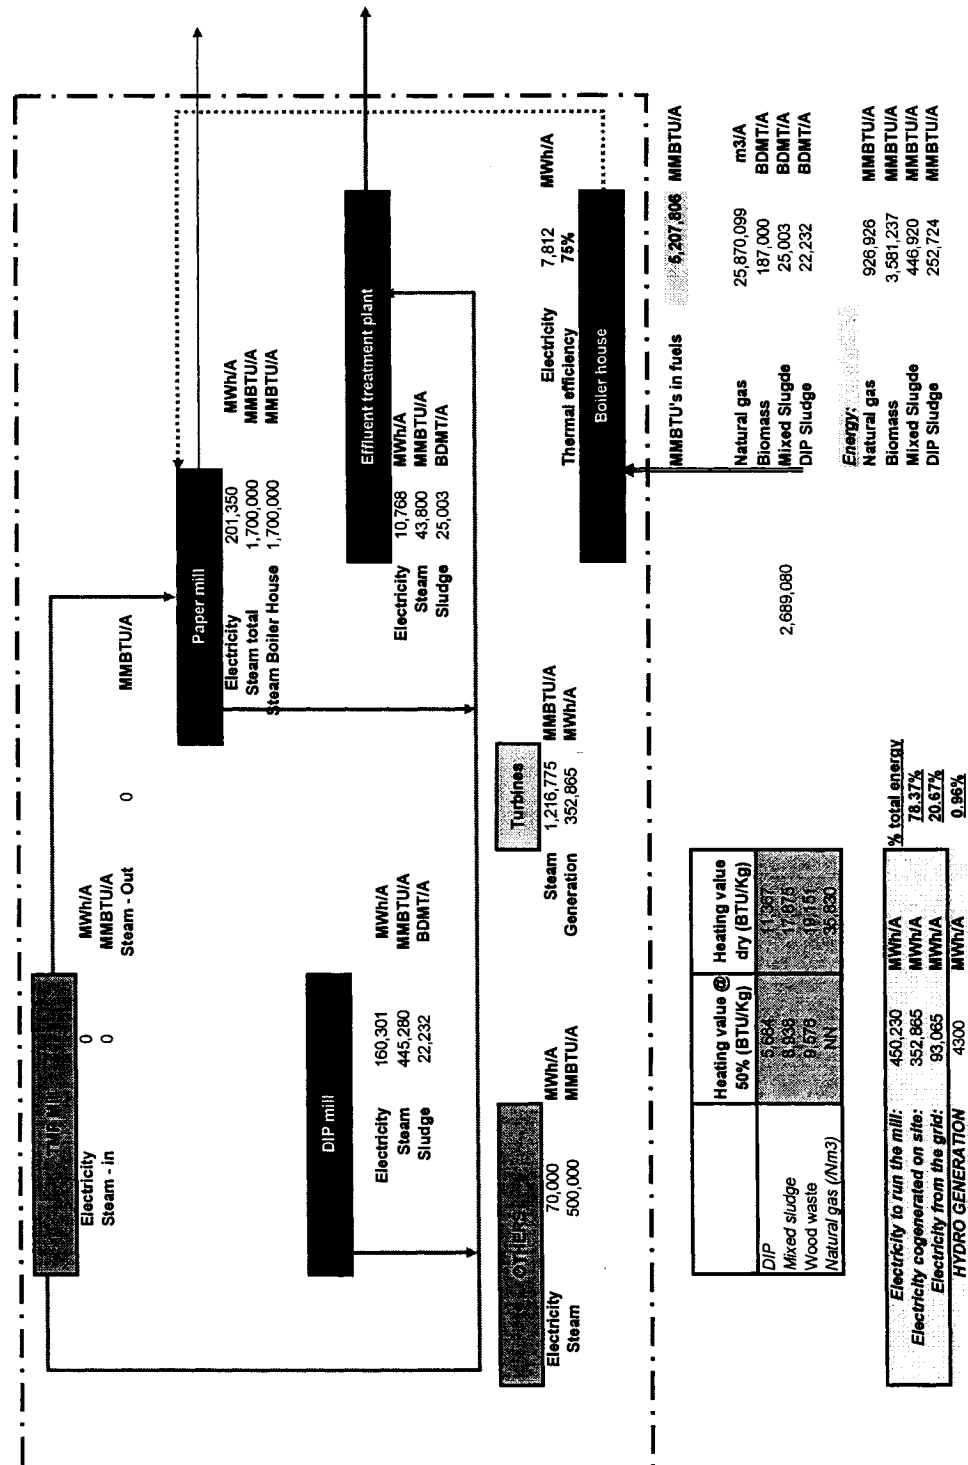 Electricity 0 MWh/A
Steam - in 0 MMBTU/A
Steam - Out 0 MMBTU/A
Paper mill
Electricity 201,350 MWh/A
Steam total 1,700,000 MMBTU/A
Steam Boiler House 1,700,000 MMBTU/A
DIP mill
Electricity 160,301 MWh/A
Steam 445,280 MMBTU/A
Sludge 22,232 BDMT/A
Effluent treatment plant
Electricity 10,768 MWh/A
Steam 43,800 MMBTU/A
Sludge 25,003 BDMT/A
OTHERS
Electricity 70,000 MWh/A
Steam 500,000 MMBTU/A
Turbines
Steam 1,216,775 MMBTU/A
Generation 352,865 MWh/A
Electricity 7,812 MWh/A
Thermal efficiency 75%
Boiler house
MMBTU's in fuels 5,207,806 MMBTU/A
Natural gas 25,870,099 m3/A
Biomass 187,000 BDMT/A
Mixed Slugde 25,003 BDMT/A
DIP Sludge 22,232 BDMT/A
2,689,080
Energy:
Natural gas 926,926 MMBTU/A
Biomass 3,581,237 MMBTU/A
Mixed Sludge 446,920 MMBTU/A
DIP Sludge 252,724 MMBTU/A
Heating value @ 50% (BTU/Kg) Heating value dry (BTU/Kg)
DIP 5,684 11,367
Mixed sludge 8,938 17,875
Wood waste 9,576 19,151
Natural gas (/Nm3) NN 35,830
% total energy
Electricity to run the mill: 450,230 MWh/A
Electricity cogenerated on site: 352,865 MWh/A 78.37%
Electricity from the grid: 93,065 MWh/A 20.67%
HYDRO GENERATION 4300 MWh/A 0.96%